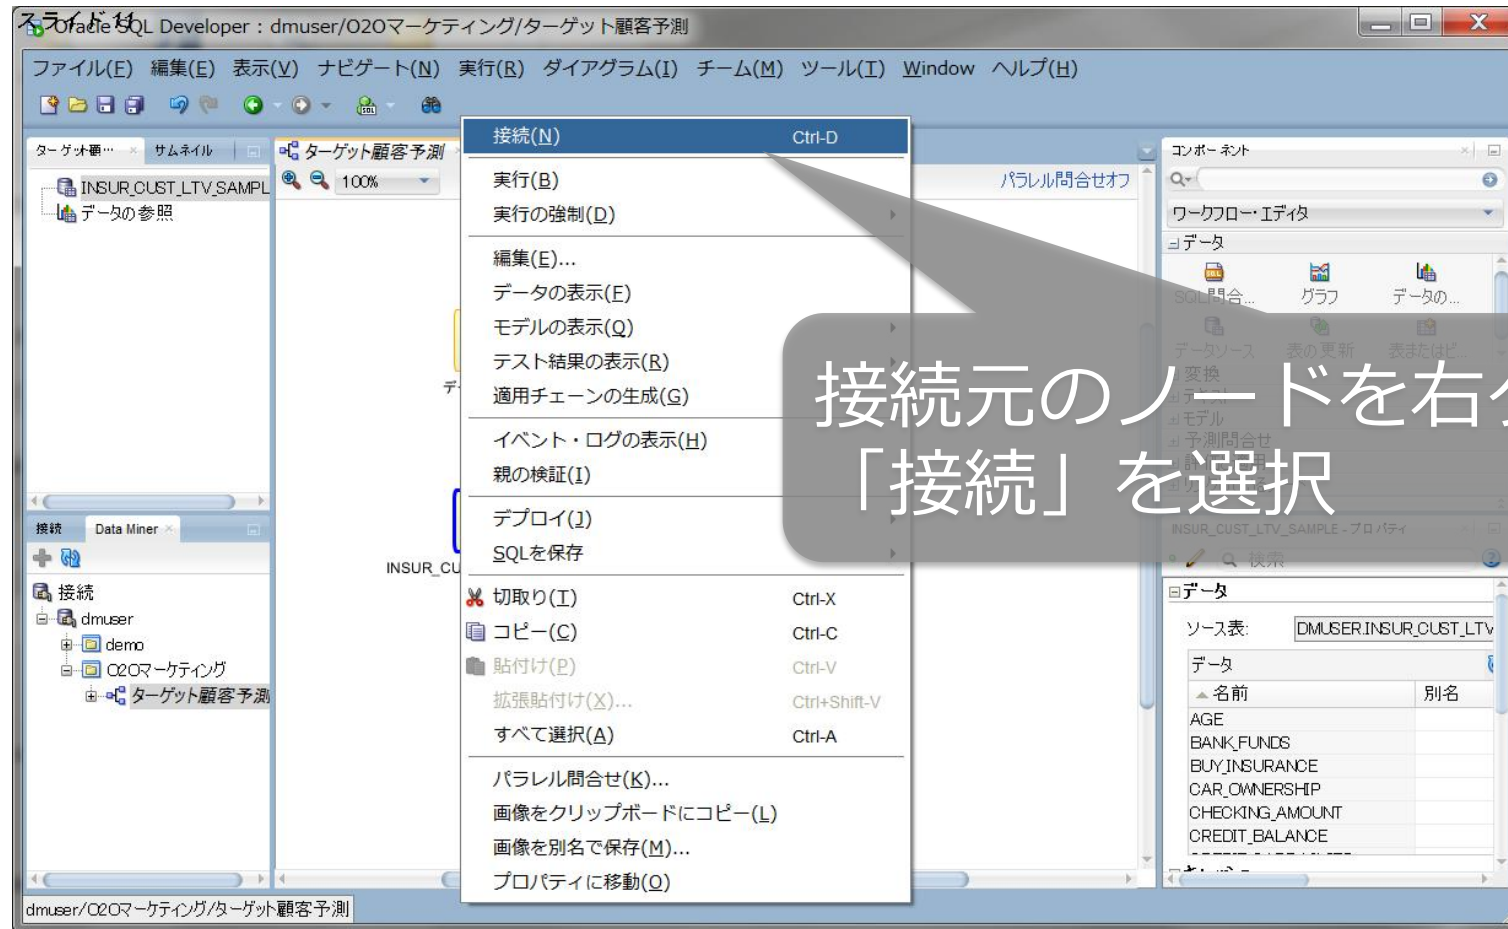 スライド 11
Oracle SQL Developer : dmuser/O2Oマーケティング/ターゲット顧客予測
ファイル(F) 編集(E) 表示(V) ナビゲート(N) 実行(R) ダイアグラム(I) チーム(M) ツール(T) Window ヘルプ(H)
サムネイル
INSUR_CUST_LTV_SAMPL
データの参照
ターゲット顧客予測
100%
パラレル問合せオフ
接続(N) Ctrl-D
実行(B)
実行の強制(D)
編集(E)...
データの表示(F)
モデルの表示(Q)
テスト結果の表示(R)
適用チェーンの生成(G)
イベント・ログの表示(H)
親の検証(I)
デプロイ(J)
SQLを保存
切取り(T) Ctrl-X
コピー(C) Ctrl-C
貼付け(P) Ctrl-V
拡張貼付け(X)... Ctrl+Shift-V
すべて選択(A) Ctrl-A
パラレル問合せ(K)...
画像をクリップボードにコピー(L)
画像を別名で保存(M)...
プロパティに移動(O)
INSUR_CU
接続元のノードを右ク
「接続」を選択
コンポーネント
ワークフロー・エディタ
データ
SQL問合... グラフ データの...
データソース 表の更新 表またはビ...
変換
モデル
予測問合せ
INSUR_CUST_LTV_SAMPLE - プロパティ
検索
データ
ソース表: DMUSER.INSUR_CUST_LTV
データ
名前 別名
AGE
BANK_FUNDS
BUY_INSURANCE
CAR_OWNERSHIP
CHECKING_AMOUNT
CREDIT_BALANCE
接続 Data Miner
接続
dmuser
demo
O2Oマーケティング
ターゲット顧客予測
dmuser/O2Oマーケティング/ターゲット顧客予測